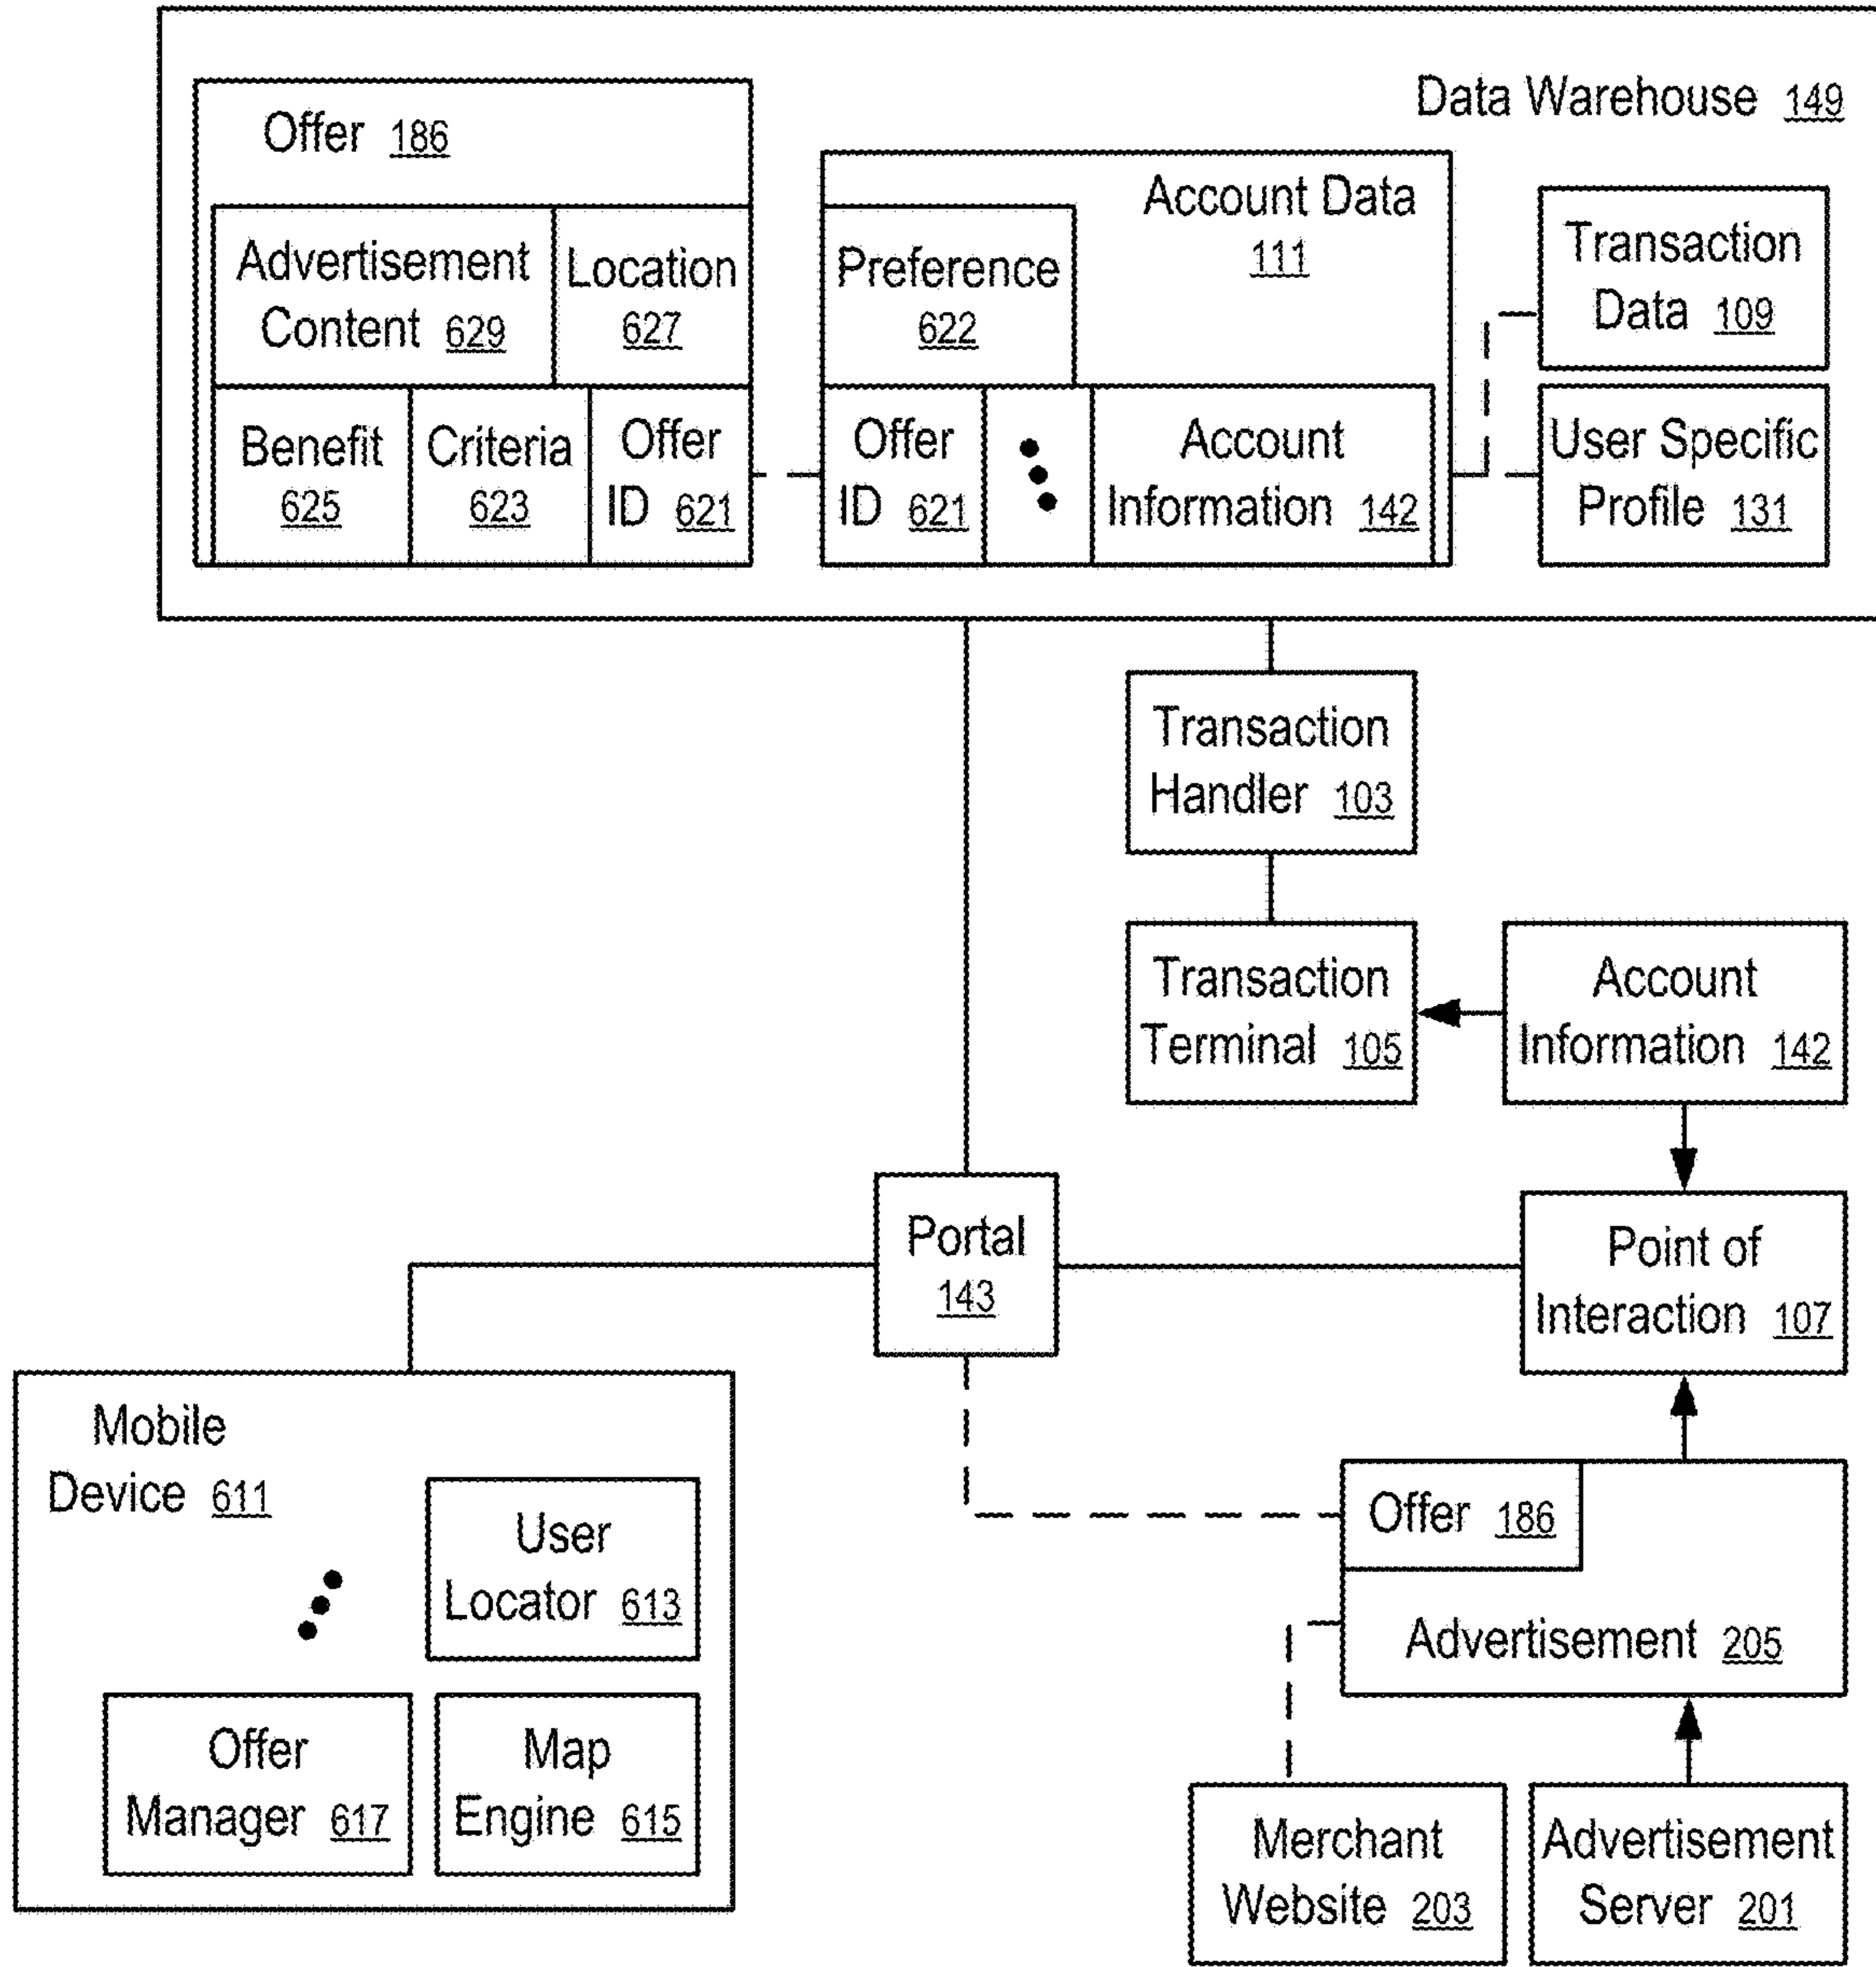 Data Warehouse 149
Offer 186
Advertisement
Content 629
Location
627
Benefit
625
Criteria
623
Offer
ID 621
Account Data
111
Preference
622
Offer
ID 621
Account
Information 142
Transaction
Data 109
User Specific
Profile 131
Transaction
Handler 103
Transaction
Terminal 105
Account
Information 142
Portal
143
Point of
Interaction 107
Mobile
Device 611
User
Locator 613
Offer
Manager 617
Map
Engine 615
Offer 186
Advertisement 205
Merchant
Website 203
Advertisement
Server 201